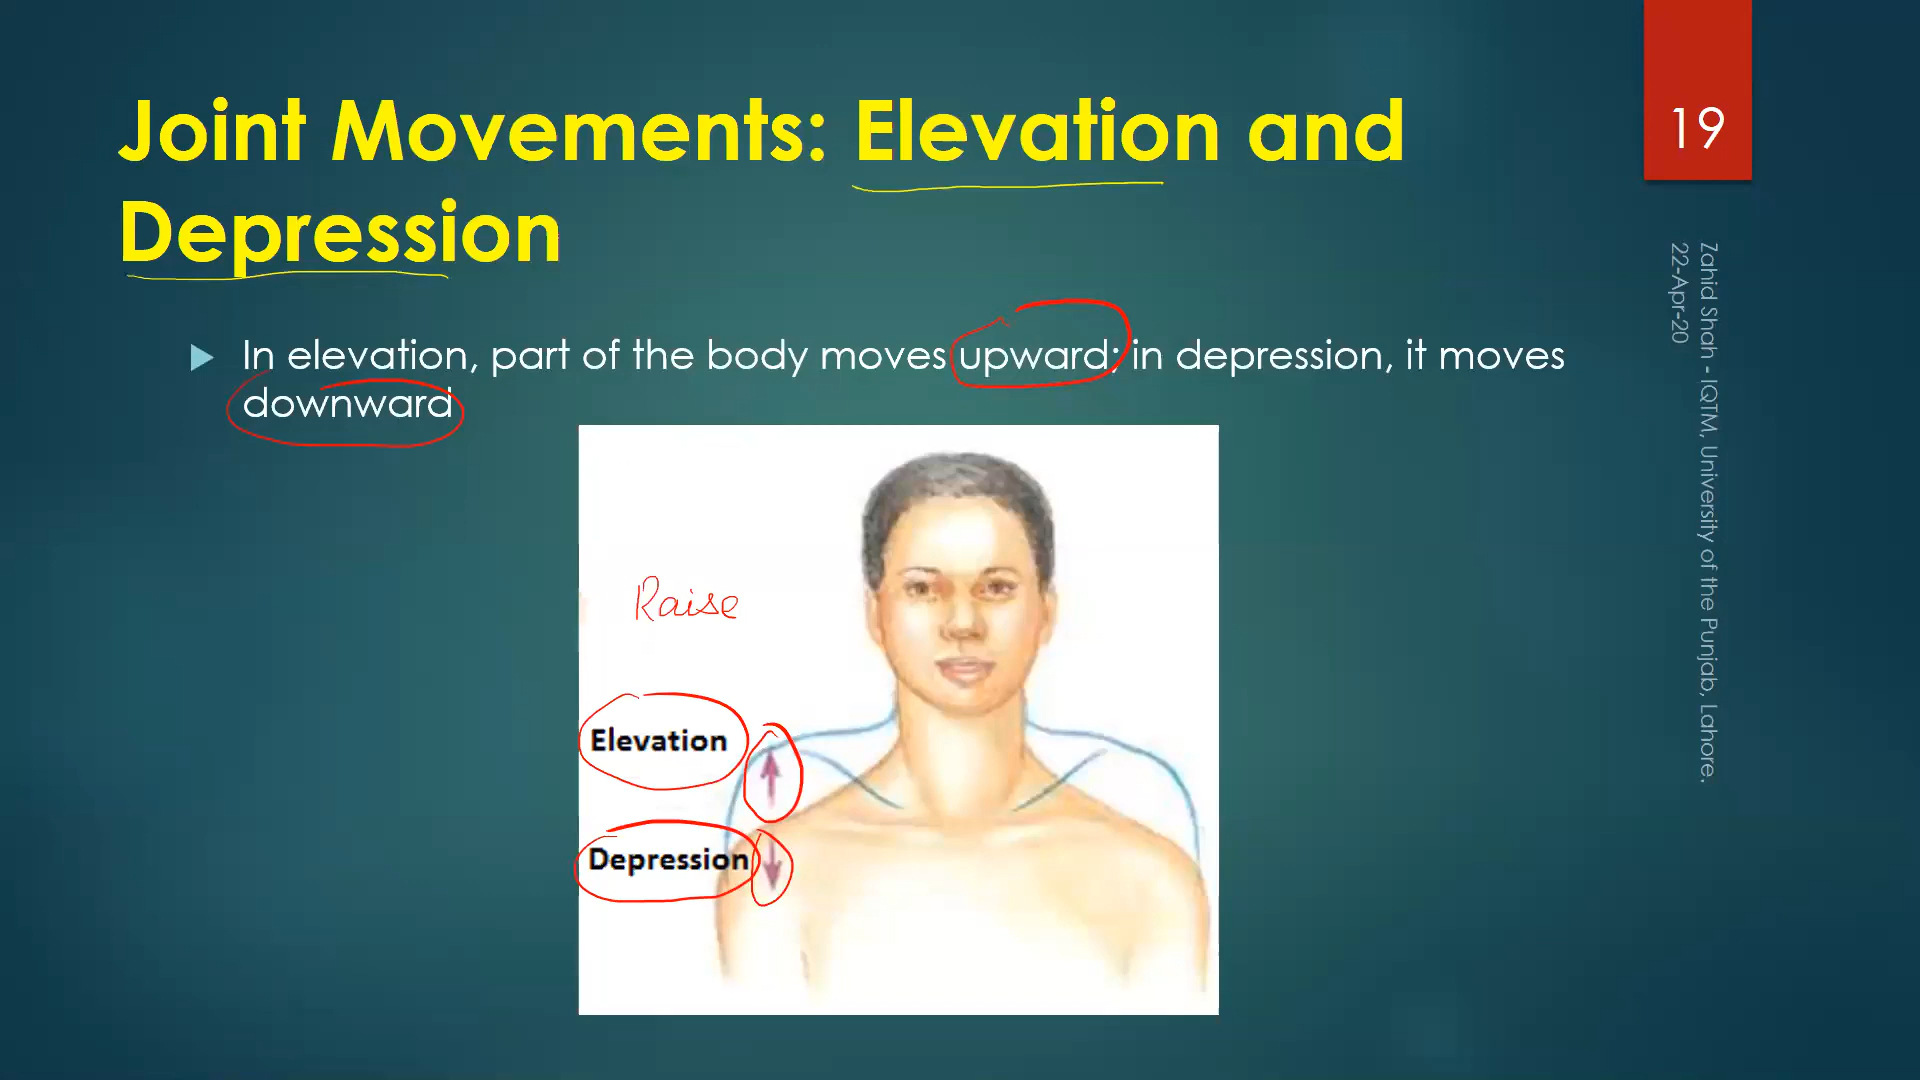 Joint Movements: Elevation and
Depression
19
In elevation, part of the body moves upward; in depression, it moves
downward
Raise
Elevation
Depression
Zahid Shah - IQTM, University of the Punjab, Lahore.
22-Apr-20